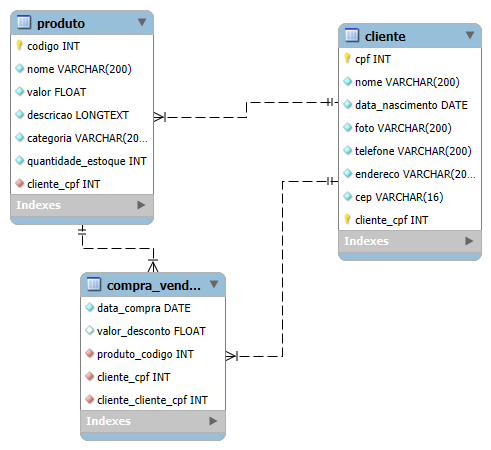 produto
codigo INT
nome VARCHAR(200)
valor FLOAT
descricao LONGTEXT
categoria VARCHAR(20...
quantidade_estoque INT
cliente_cpf INT
Indexes
cliente
cpf INT
nome VARCHAR(200)
data_nascimento DATE
foto VARCHAR(200)
telefone VARCHAR(200)
endereco VARCHAR(20...
cep VARCHAR(16)
cliente_cpf INT
Indexes
compra_vend...
data_compra DATE
valor_desconto FLOAT
produto_codigo INT
cliente_cpf INT
cliente_cliente_cpf INT
Indexes